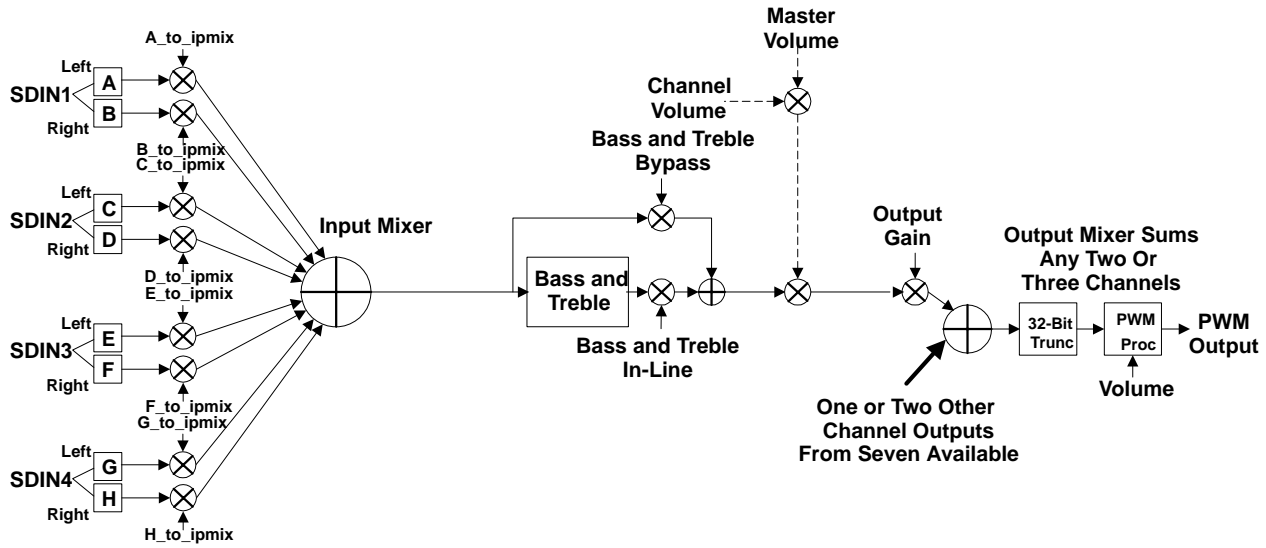 A_to_ipmix
Left
A
SDIN1
B
Right
B_to_ipmix
C_to_ipmix
Left
C
SDIN2
D
Right
D_to_ipmix
E_to_ipmix
Left
E
SDIN3
F
Right
F_to_ipmix
G_to_ipmix
Left
G
SDIN4
H
Right
H_to_ipmix
Input Mixer
Master
Volume
Channel
Volume
Bass and Treble
Bypass
Bass and
Treble
Bass and Treble
In-Line
Output
Gain
Output Mixer Sums
Any Two Or
Three Channels
32-Bit
Trunc
PWM
Proc
PWM
Output
Volume
One or Two Other
Channel Outputs
From Seven Available